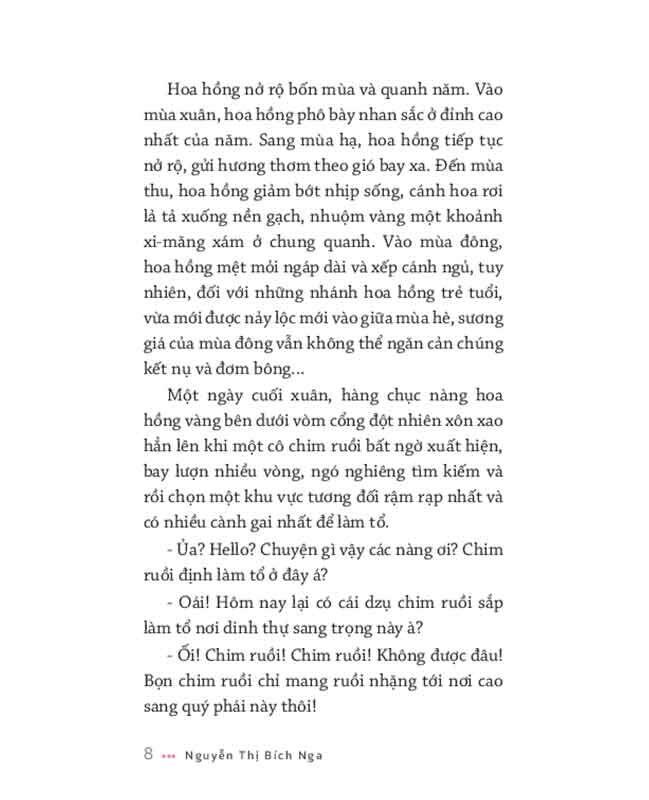 Hoa hồng nở rộ bốn mùa và quanh năm. Vào
mùa xuân, hoa hồng phô bày nhan sắc ở đỉnh cao
nhất của năm. Sang mùa hạ, hoa hồng tiếp tục
nở rộ, gửi hương thơm theo gió bay xa. Đến mùa
thu, hoa hồng giảm bớt nhịp sống, cánh hoa rơi
lả tả xuống nền gạch, nhuộm vàng một khoảnh
xi-măng xám ở chung quanh. Vào mùa đông,
hoa hồng mệt mỏi ngáp dài và xếp cánh ngủ, tuy
nhiên, đối với những nhánh hoa hồng trẻ tuổi,
vừa mới được nảy lộc mới vào giữa mùa hè, sương
giá của mùa đông vẫn không thể ngăn cản chúng
kết nụ và đơm bông...
Một ngày cuối xuân, hàng chục nàng hoa
hồng vàng bên dưới vòm cổng đột nhiên xôn xao
hẳn lên khi một cô chim ruồi bất ngờ xuất hiện,
bay lượn nhiều vòng, ngó nghiêng tìm kiếm và
rồi chọn một khu vực tương đối rậm rạp nhất và
có nhiều cành gai nhất để làm tổ.
- Ủa? Hello? Chuyện gì vậy các nàng ơi? Chim
ruồi định làm tổ ở đây á?
- Oái! Hôm nay lại có cái dzụ chim ruồi sắp
làm tổ nơi dinh thự sang trọng này à?
- Ối! Chim ruồi! Chim ruồi! Không được đâu!
Bọn chim ruồi chỉ mang ruồi nhặng tới nơi cao
sang quý phái này thôi!
8 ••• Nguyễn Thị Bích Nga